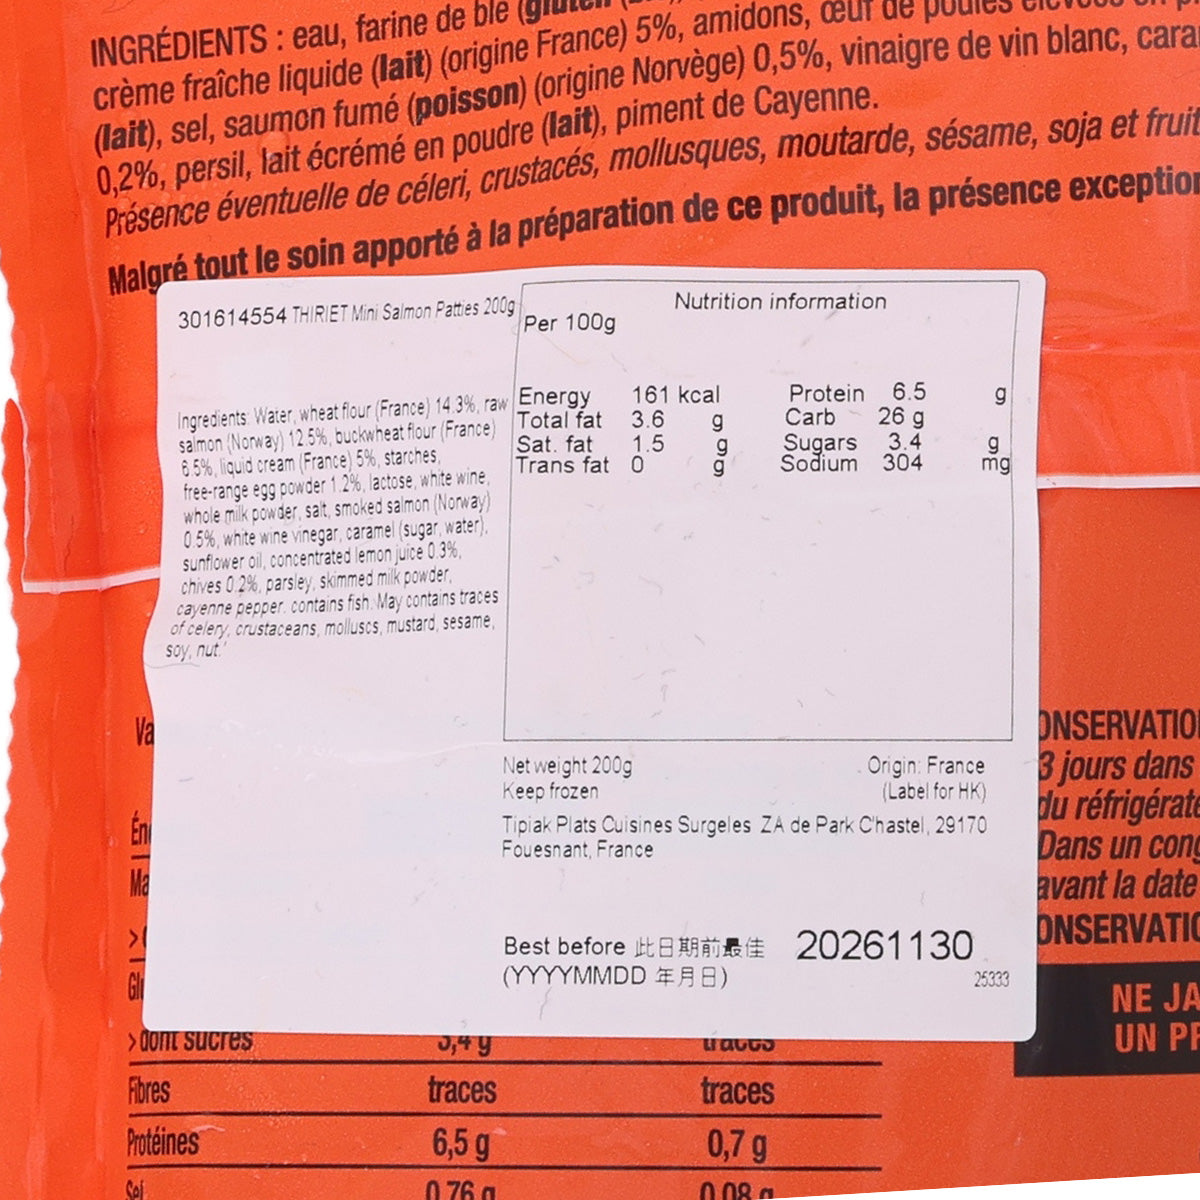 INGRÉDIENTS : eau, farine de blé (gluten
crème fraîche liquide (lait) (origine France) 5%, amidons, œuf de poules
(lait), sel, saumon fumé (poisson) (origine Norvège) 0,5%, vinaigre de vin blanc, cara
0,2%, persil, lait écrémé en poudre (lait), piment de Cayenne.
Présence éventuelle de céleri, crustacés, mollusques, moutarde, sésame, soja et fruit
Malgré tout le soin apporté à la préparation de ce produit, la présence exception
301614554 THIRIET Mini Salmon Patties 200g
Ingredients: Water, wheat flour (France) 14.3%, raw
salmon (Norway) 12.5%, buckwheat flour (France)
6.5%, liquid cream (France) 5%, starches,
free-range egg powder 1.2%, lactose, white wine,
whole milk powder, salt, smoked salmon (Norway)
0.5%, white wine vinegar, caramel (sugar, water),
sunflower oil, concentrated lemon juice 0.3%,
chives 0.2%, parsley, skimmed milk powder,
cayenne pepper. contains fish. May contains traces
of celery, crustaceans, molluscs, mustard, sesame,
soy, nut.'
Nutrition information
Per 100g
Energy 161 kcal Protein 6.5 g
Total fat 3.6 g Carb 26 g
Sat. fat 1.5 g Sugars 3.4 g
Trans fat 0 g Sodium 304 mg
Net weight 200g Origin: France
Keep frozen (Label for HK)
Tipiak Plats Cuisines Surgeles ZA de Park C'hastel, 29170
Fouesnant, France
Best before 此日期前最佳 20261130
(YYYYMMDD 年月日) 25333
Va
Éne
Ma
Glu
> dont sucres 3,4 g traces
Fibres traces traces
Protéines 6,5 g 0,7 g
Sel 0,76 g 0,08 g
ONSERVATIO
3 jours dans
du réfrigérat
Dans un cong
avant la date
ONSERVATIO
NE JA
UN PR